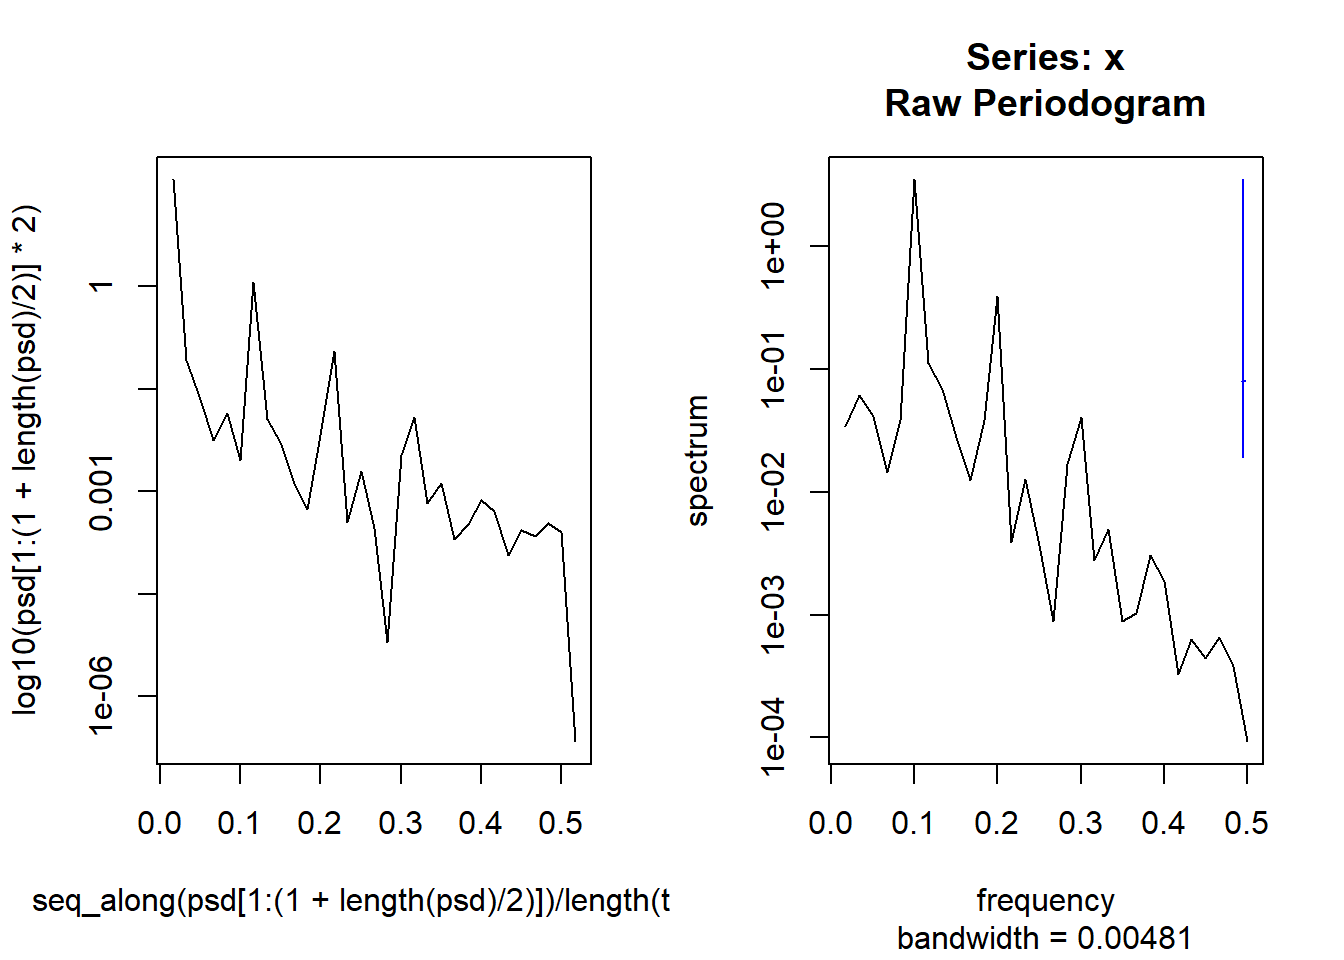 log10(psd[1:(1 + length(psd)/2)] * 2)
1
0.001
1e-06
0.0 0.1 0.2 0.3 0.4 0.5
seq_along(psd[1:(1 + length(psd)/2)])/length(t
Series: x
Raw Periodogram
spectrum
1e+00
1e-01
1e-02
1e-03
1e-04
0.0 0.1 0.2 0.3 0.4 0.5
frequency
bandwidth = 0.00481